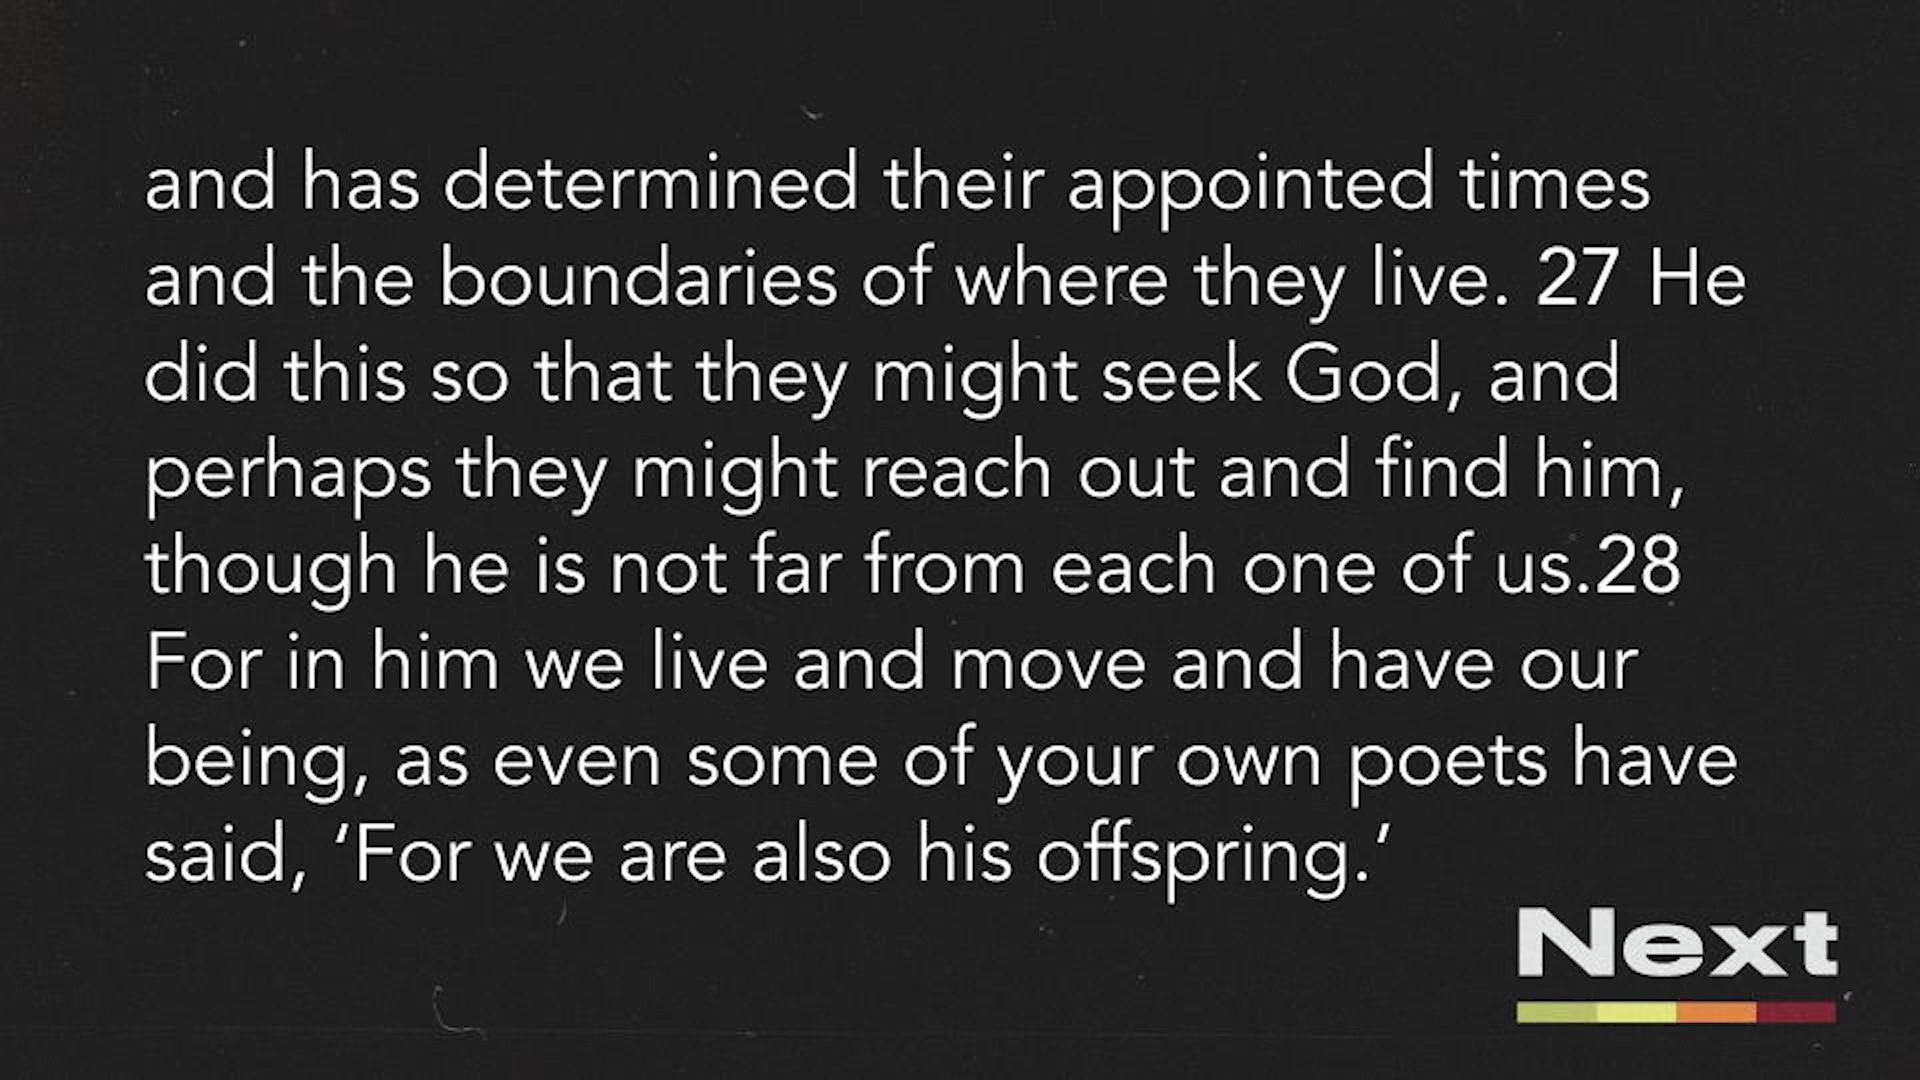 and has determined their appointed times
and the boundaries of where they live. 27 He
did this so that they might seek God, and
perhaps they might reach out and find him,
though he is not far from each one of us.28
For in him we live and move and have our
being, as even some of your own poets have
said, ‘For we are also his offspring.’
Next